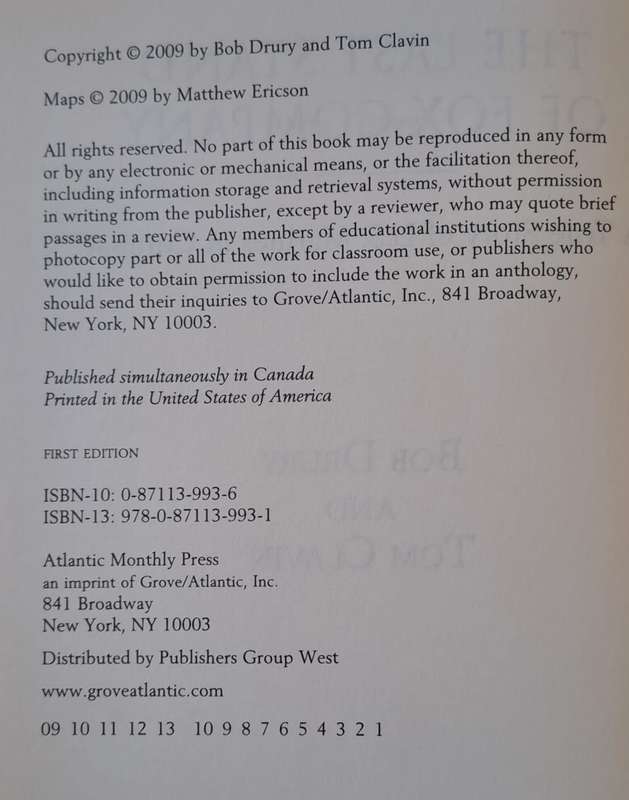 Copyright © 2009 by Bob Drury and Tom Clavin
Maps © 2009 by Matthew Ericson
All rights reserved. No part of this book may be reproduced in any form
or by any electronic or mechanical means, or the facilitation thereof,
including information storage and retrieval systems, without permission
in writing from the publisher, except by a reviewer, who may quote brief
passages in a review. Any members of educational institutions wishing to
photocopy part or all of the work for classroom use, or publishers who
would like to obtain permission to include the work in an anthology,
should send their inquiries to Grove/Atlantic, Inc., 841 Broadway,
New York, NY 10003.
Published simultaneously in Canada
Printed in the United States of America
FIRST EDITION
ISBN-10: 0-87113-993-6
ISBN-13: 978-0-87113-993-1
Atlantic Monthly Press
an imprint of Grove/Atlantic, Inc.
841 Broadway
New York, NY 10003
Distributed by Publishers Group West
www.groveatlantic.com
09 10 11 12 13 10 9 8 7 6 5 4 3 2 1